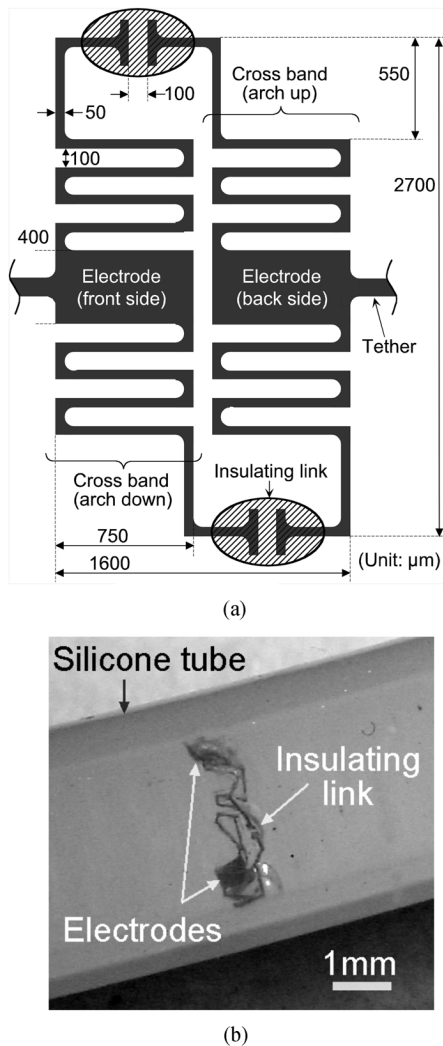 100
50
Cross band
(arch up)
550
2700
100
400
Electrode
(front side)
Electrode
(back side)
Tether
Cross band
(arch down)
Insulating link
750
1600
(Unit: μm)
(a)
Silicone tube
Insulating
link
Electrodes
1mm
(b)